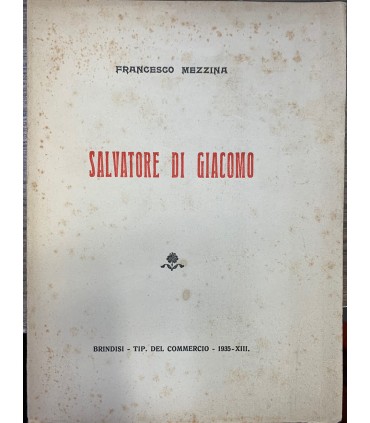 FRANCESCO MEZZINA
SALVATORE DI GIACOMO
BRINDISI - TIP. DEL COMMERCIO - 1935-XIII.